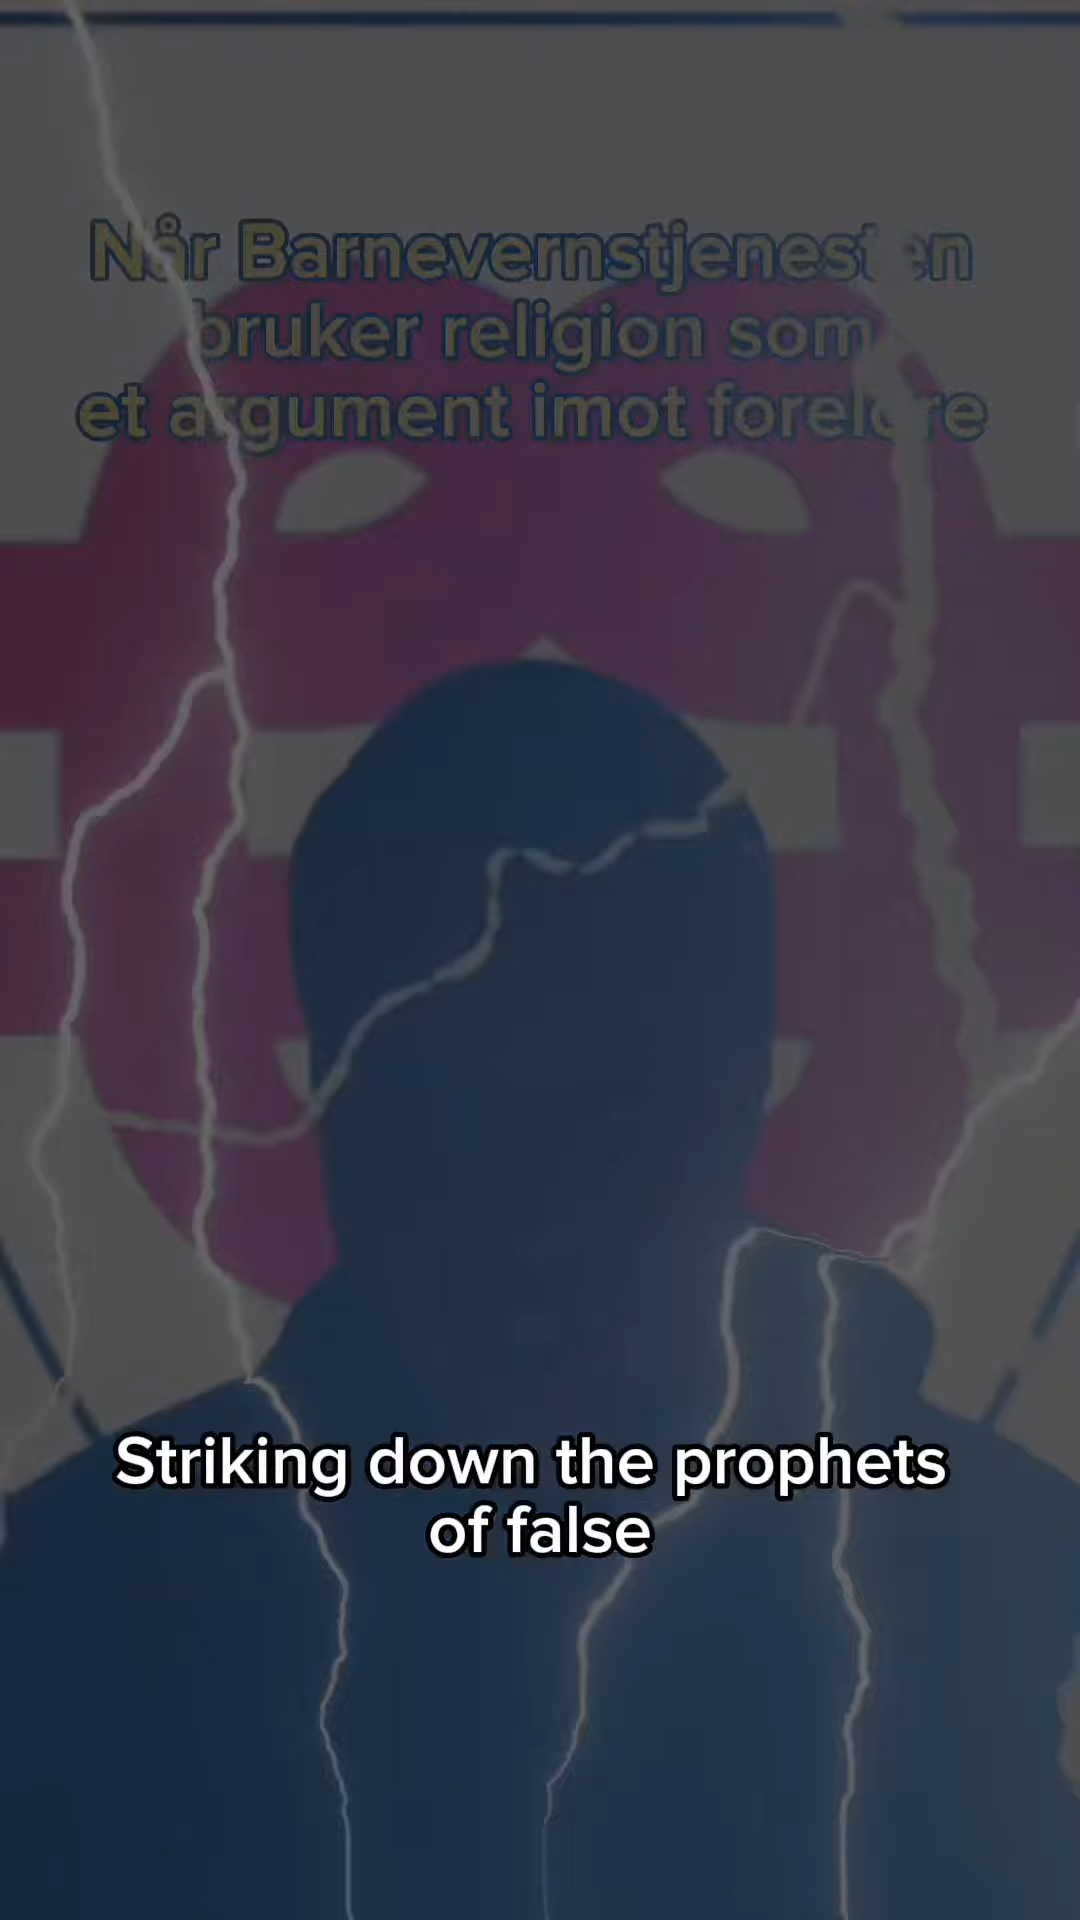 Når Barnevernstjenesten
bruker religion som
et argument imot foreldre
Striking down the prophets
of false